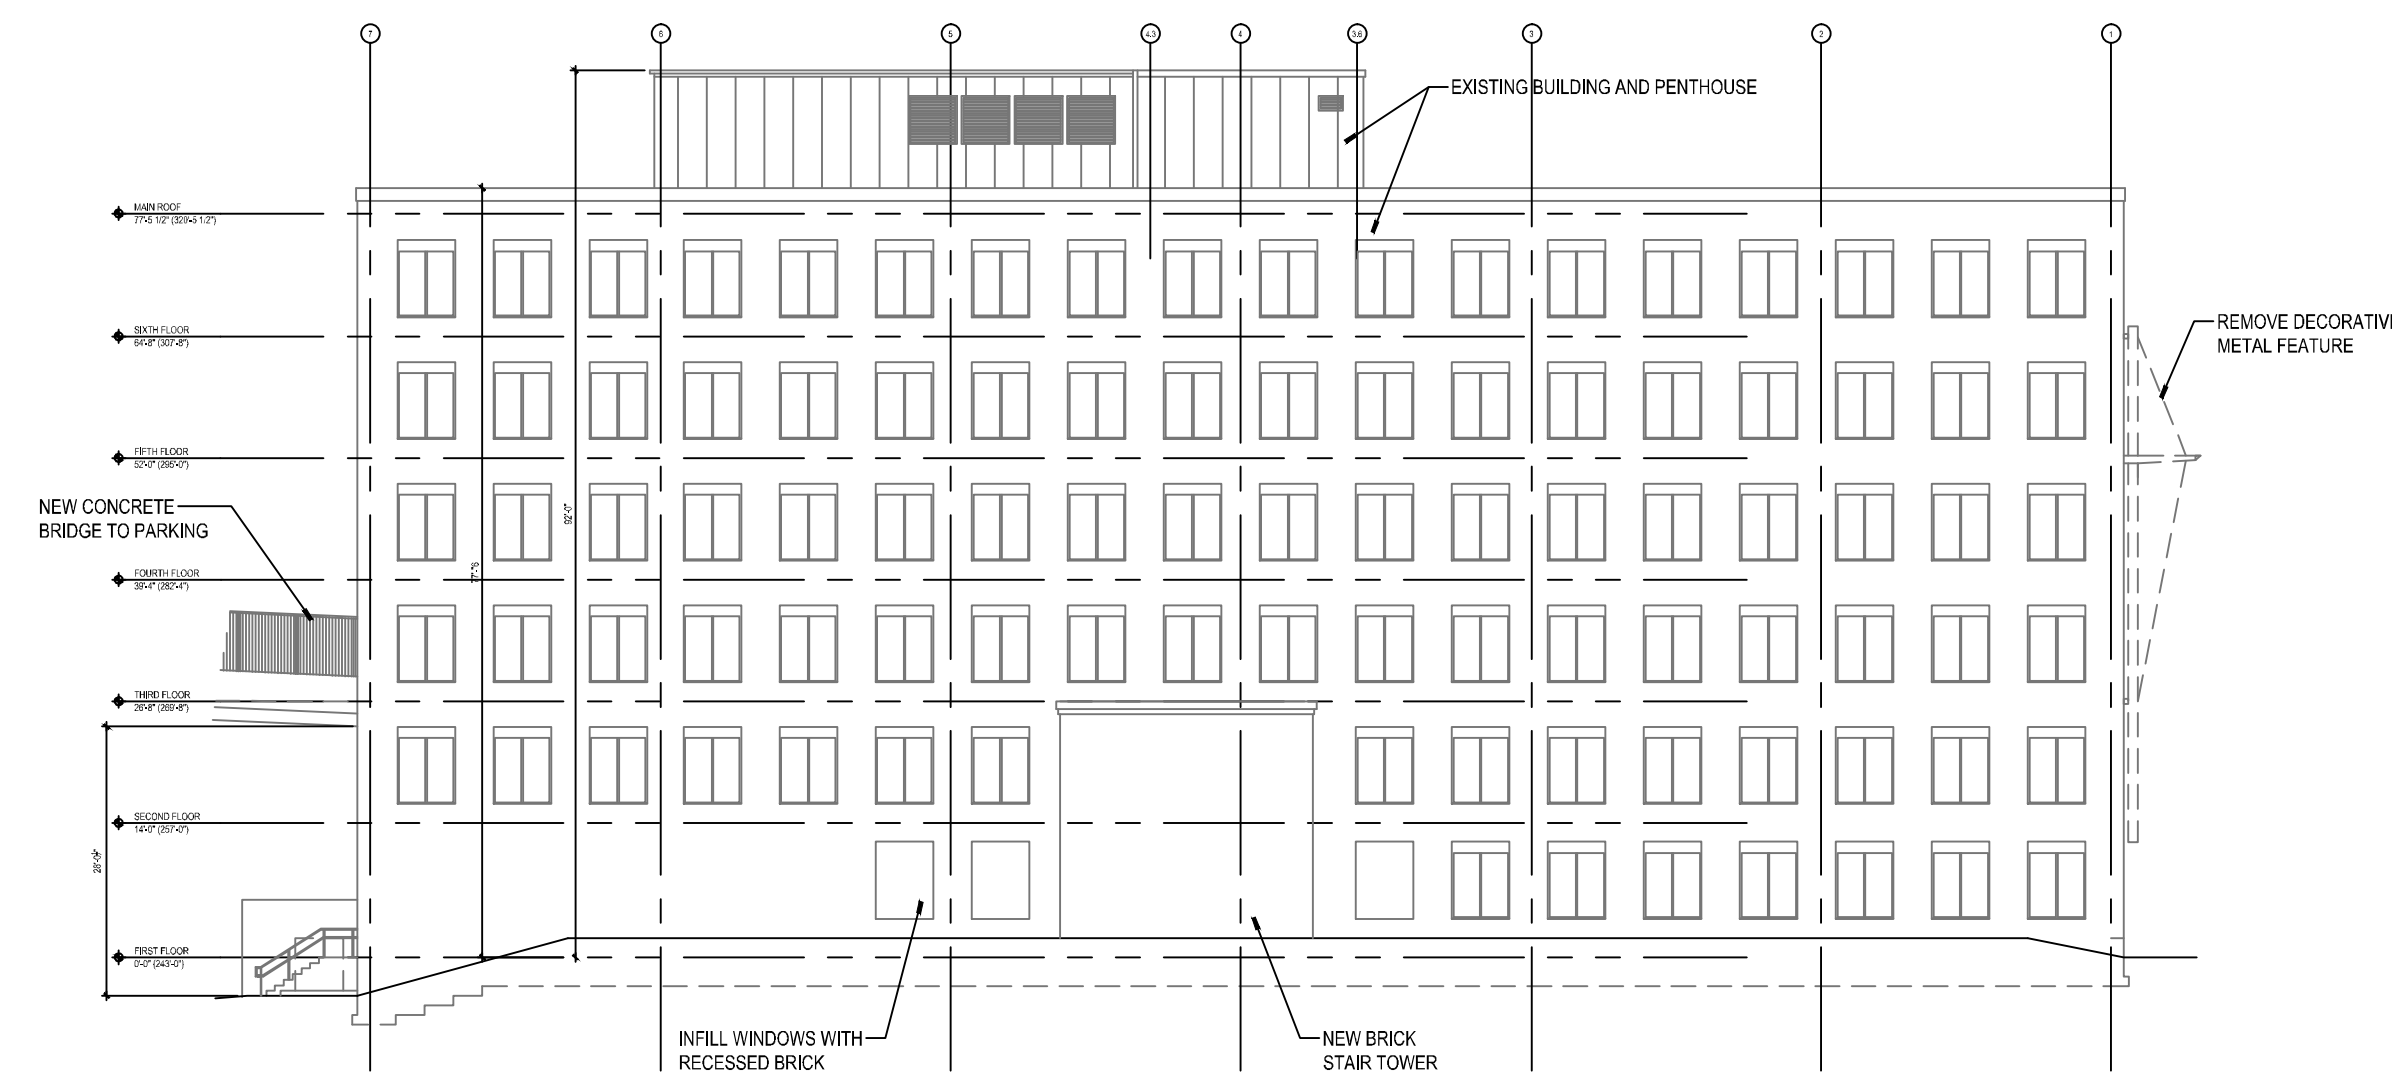 7 6 5 4.3 4 3.6 3 2 1
EXISTING BUILDING AND PENTHOUSE
MAIN ROOF
77'-5 1/2" (320'-5 1/2")
SIXTH FLOOR
64'-8" (307'-8")
REMOVE DECORATIVE
METAL FEATURE
FIFTH FLOOR
52'-0" (295'-0")
NEW CONCRETE
BRIDGE TO PARKING
92'-0"
FOURTH FLOOR
39'-4" (282'-4")
THIRD FLOOR
26'-8" (269'-8")
SECOND FLOOR
14'-0" (257'-0")
FIRST FLOOR
0'-0" (243'-0")
INFILL WINDOWS WITH
RECESSED BRICK
NEW BRICK
STAIR TOWER